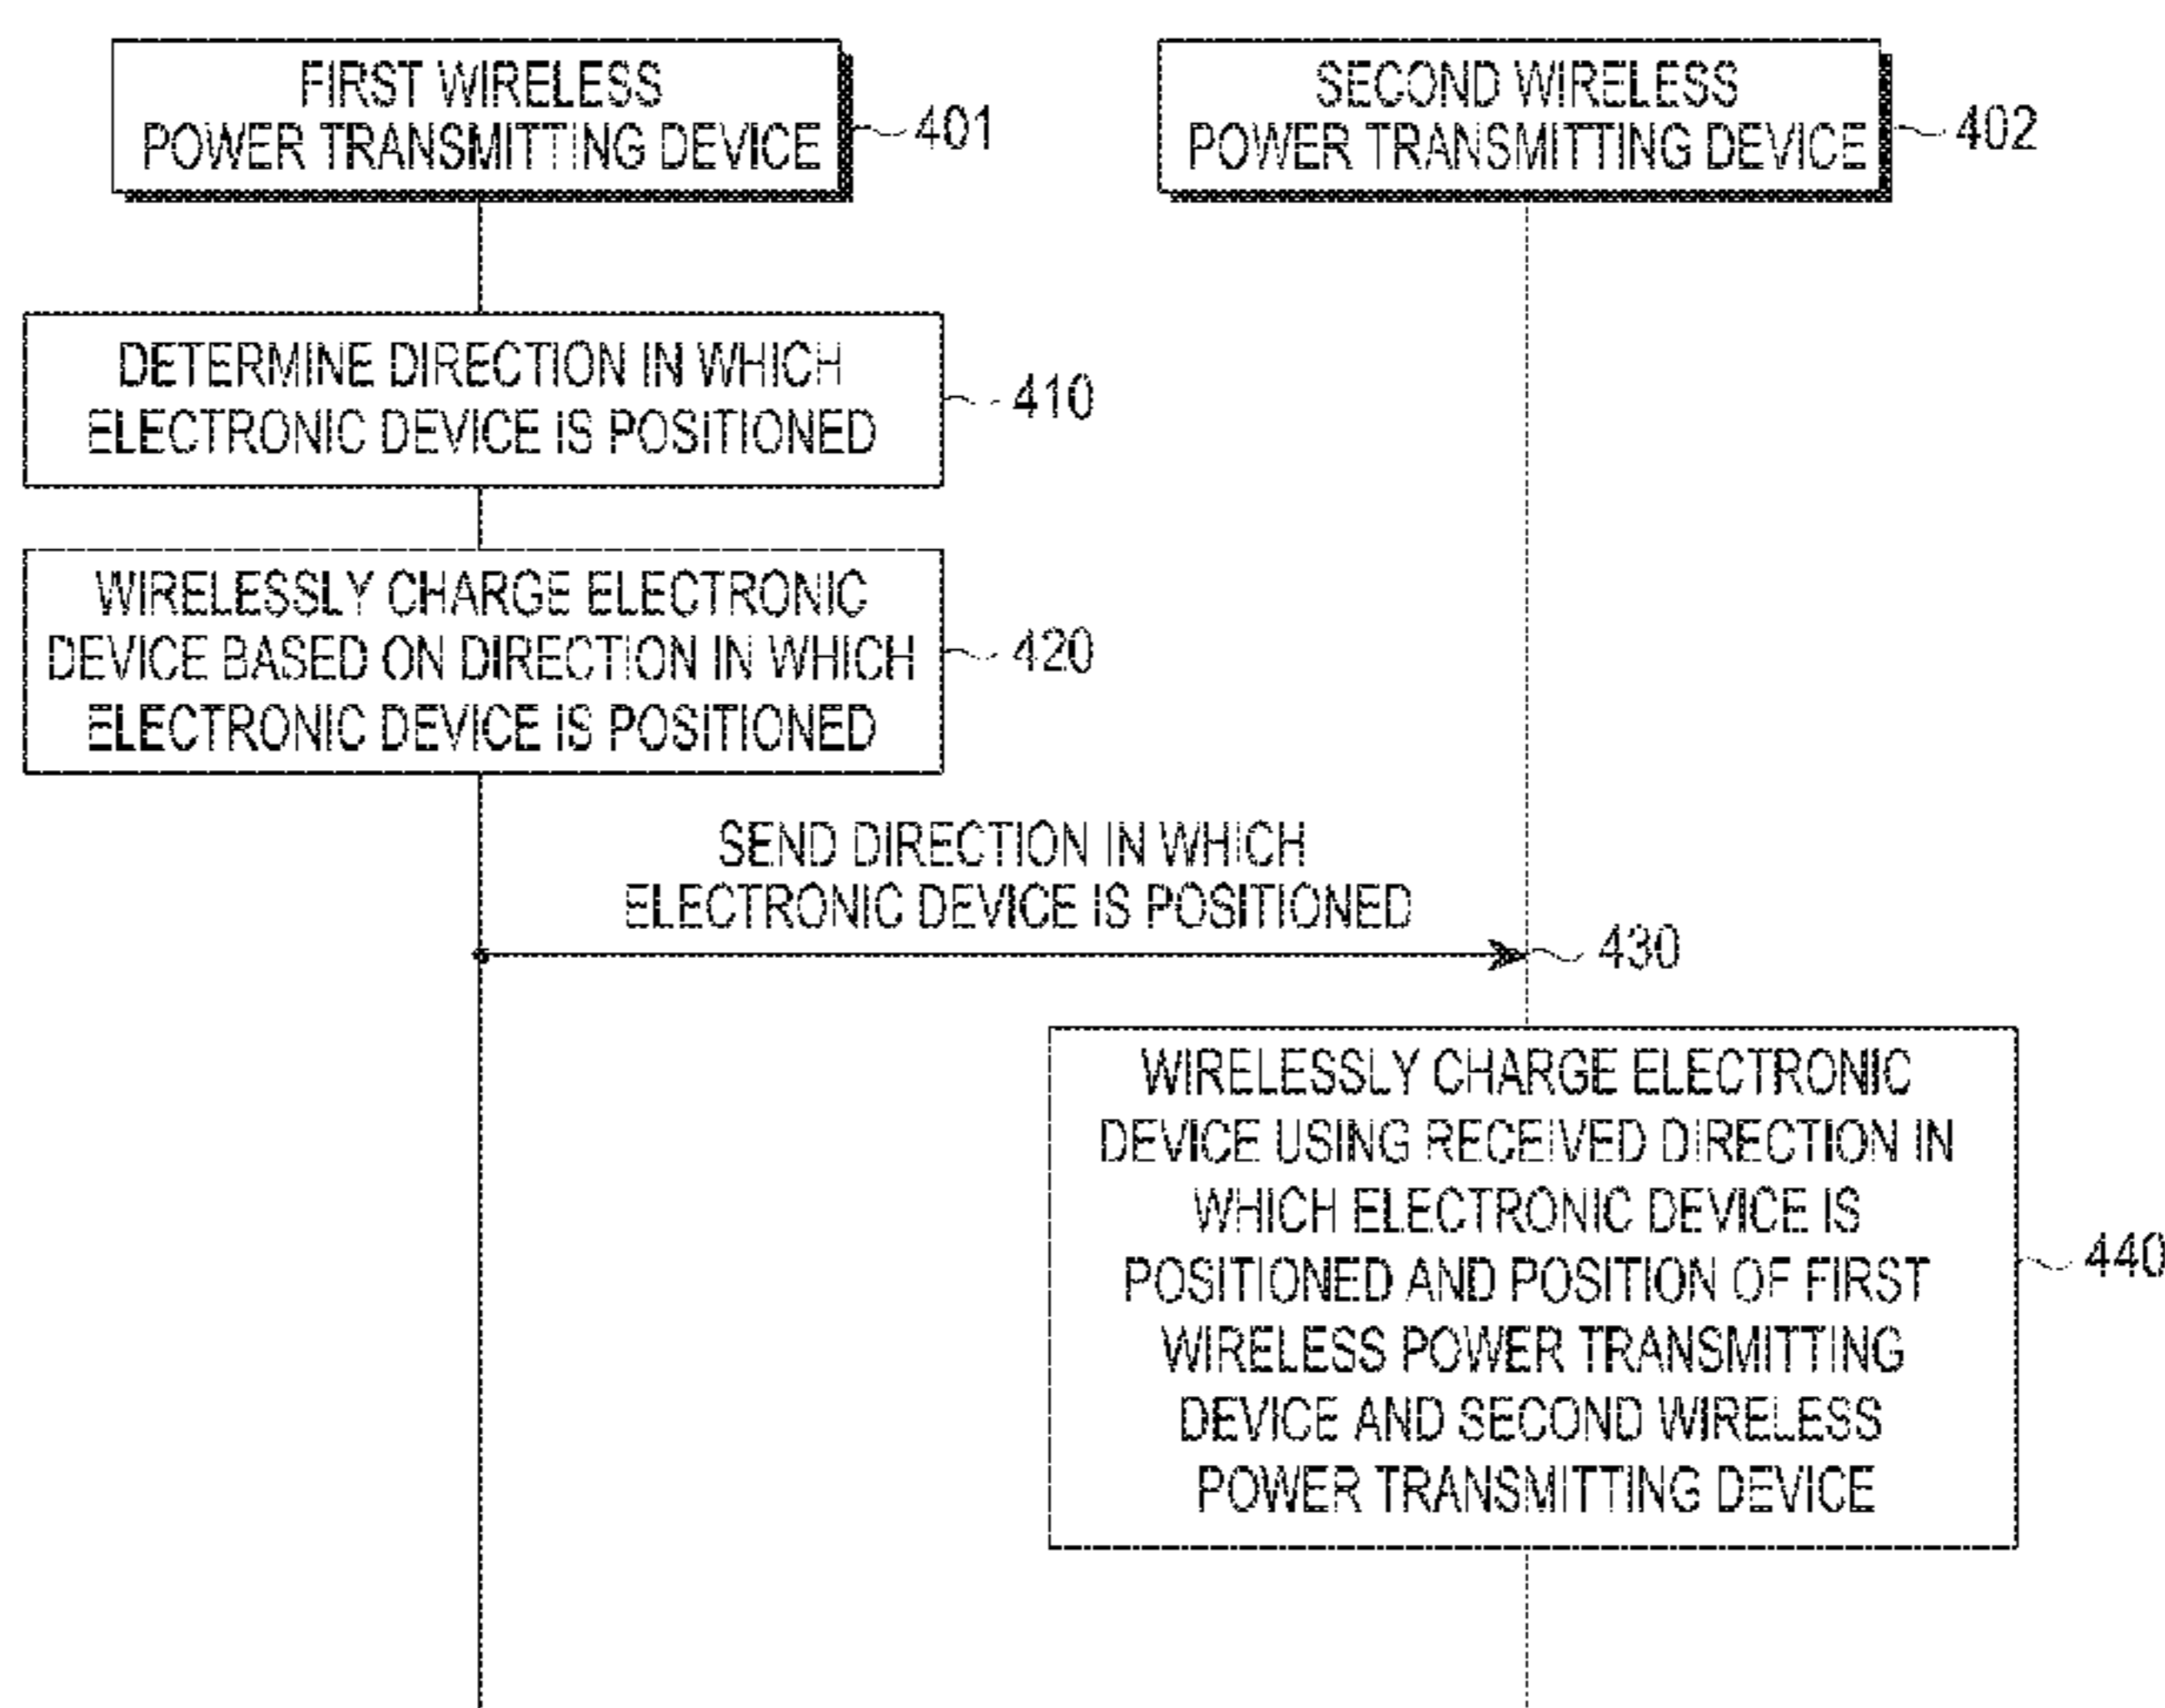 FIRST WIRELESS
POWER TRANSMITTING DEVICE
401
SECOND WIRELESS
POWER TRANSMITTING DEVICE
402
DETERMINE DIRECTION IN WHICH
ELECTRONIC DEVICE IS POSITIONED
410
WIRELESSLY CHARGE ELECTRONIC
DEVICE BASED ON DIRECTION IN WHICH
ELECTRONIC DEVICE IS POSITIONED
420
SEND DIRECTION IN WHICH
ELECTRONIC DEVICE IS POSITIONED
430
WIRELESSLY CHARGE ELECTRONIC
DEVICE USING RECEIVED DIRECTION IN
WHICH ELECTRONIC DEVICE IS
POSITIONED AND POSITION OF FIRST
WIRELESS POWER TRANSMITTING
DEVICE AND SECOND WIRELESS
POWER TRANSMITTING DEVICE
440